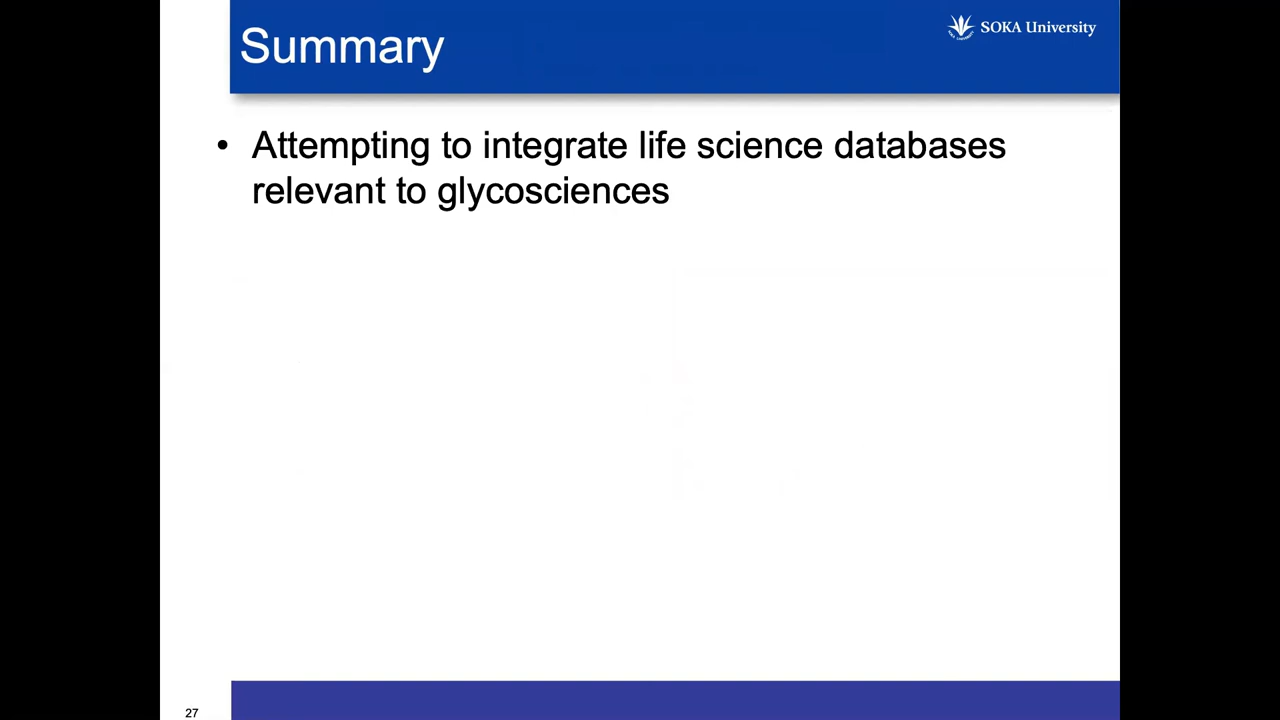 Summary
SOKA University
• Attempting to integrate life science databases
relevant to glycosciences
27